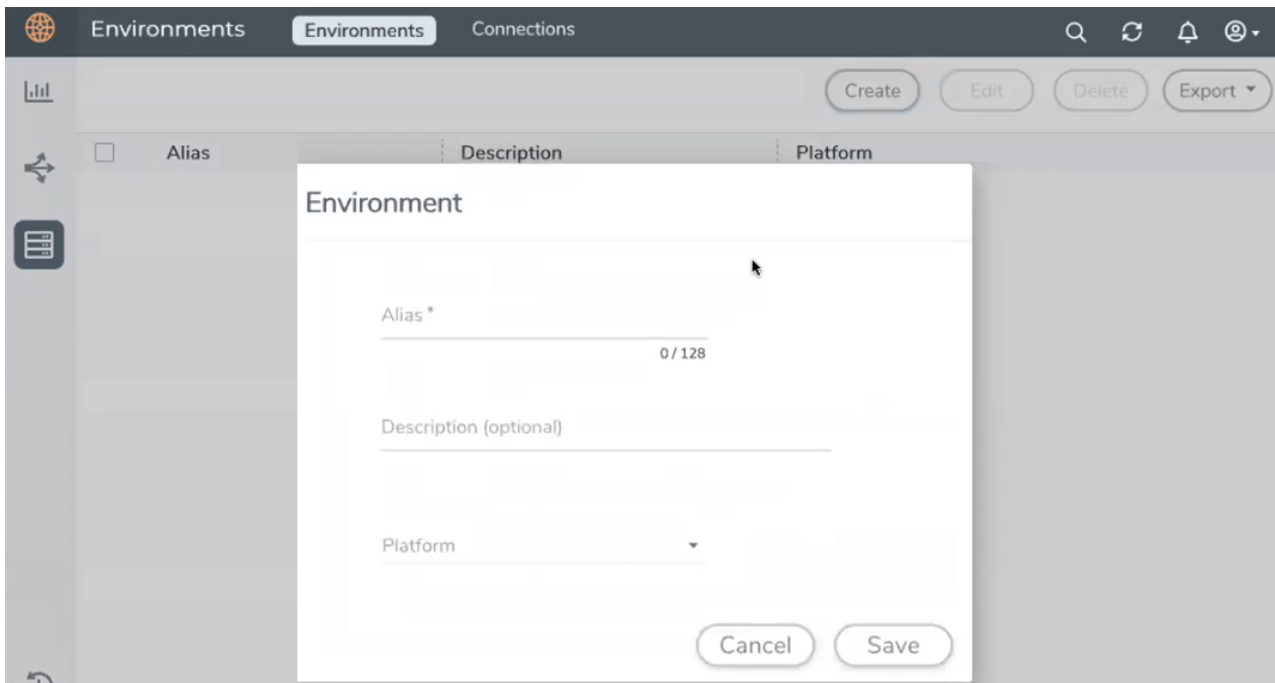 Environments Environments Connections
Create Edit Delete Export
Alias Description Platform
Environment
Alias *
0 / 128
Description (optional)
Platform
Cancel Save